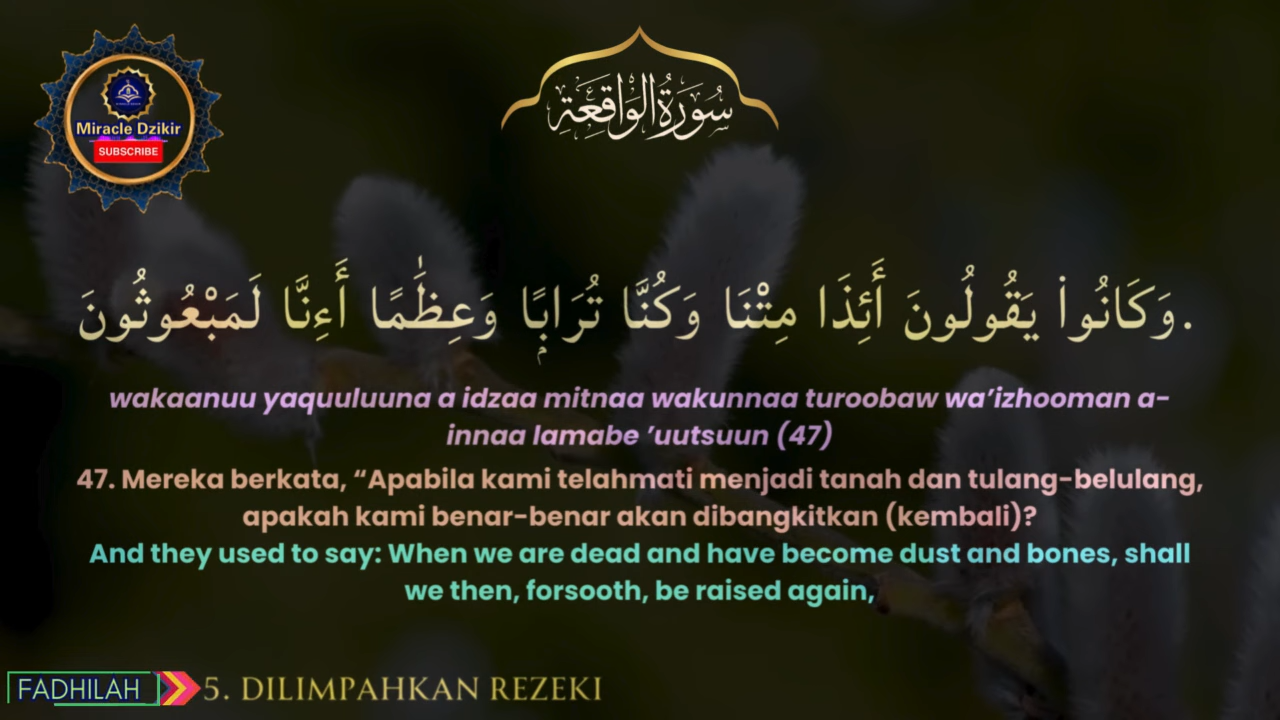 Miracle Dzikir
SUBSCRIBE
سُورَةُ الْوَاقِعَةِ
وَكَانُوا۟ يَقُولُونَ أَئِذَا مِتْنَا وَكُنَّا تُرَابًۭا وَعِظَٰمًا أَءِنَّا لَمَبْعُوثُونَ.
wakaanuu yaquuluuna a idzaa mitnaa wakunnaa turoobaw wa’izhooman a-
innaa lamabe ’uutsuun (47)
47. Mereka berkata, “Apabila kami telahmati menjadi tanah dan tulang-belulang,
apakah kami benar-benar akan dibangkitkan (kembali)?
And they used to say: When we are dead and have become dust and bones, shall
we then, forsooth, be raised again,
FADHILAH 5. DILIMPAHKAN REZEKI